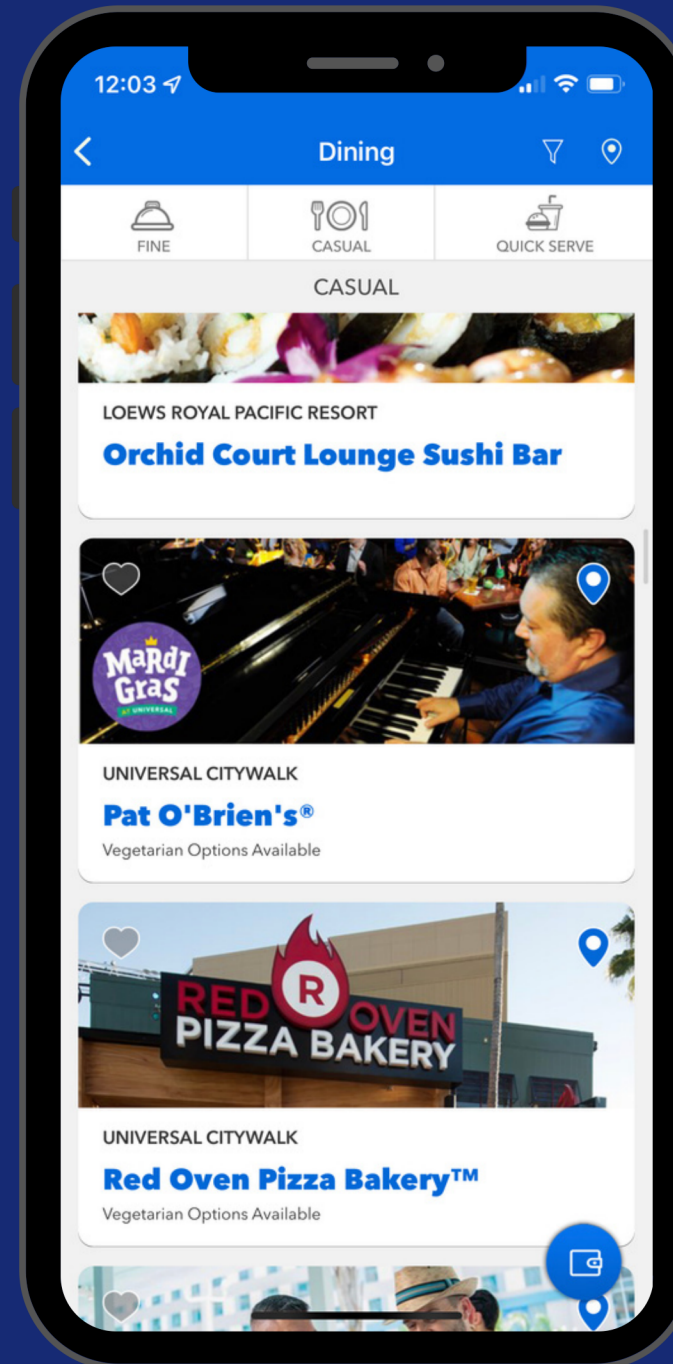 12:03
Dining
FINE
CASUAL
QUICK SERVE
CASUAL
LOEWS ROYAL PACIFIC RESORT
Orchid Court Lounge Sushi Bar
MaRdI
GraS
AT UNIVERSAL
UNIVERSAL CITYWALK
Pat O'Brien's®
Vegetarian Options Available
RED R OVEN
PIZZA BAKERY
UNIVERSAL CITYWALK
Red Oven Pizza Bakery™
Vegetarian Options Available